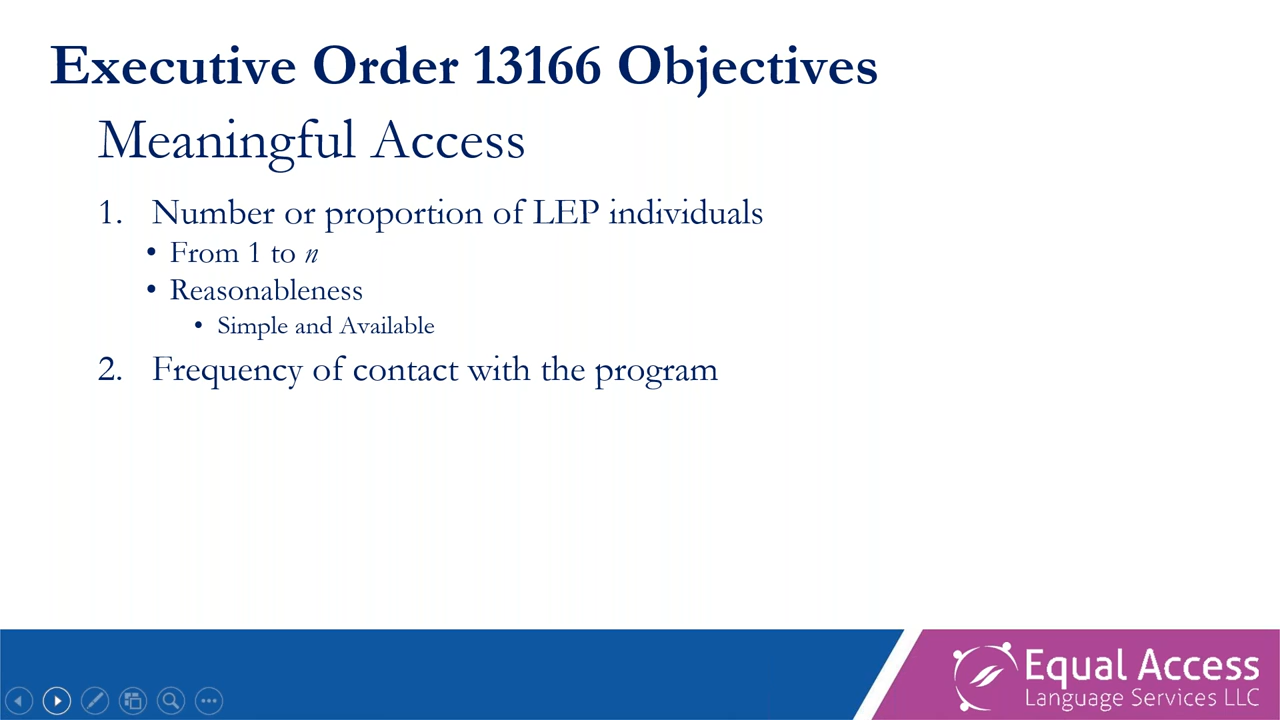 Executive Order 13166 Objectives
Meaningful Access
1. Number or proportion of LEP individuals
• From 1 to n
• Reasonableness
• Simple and Available
2. Frequency of contact with the program
Equal Access
Language Services LLC